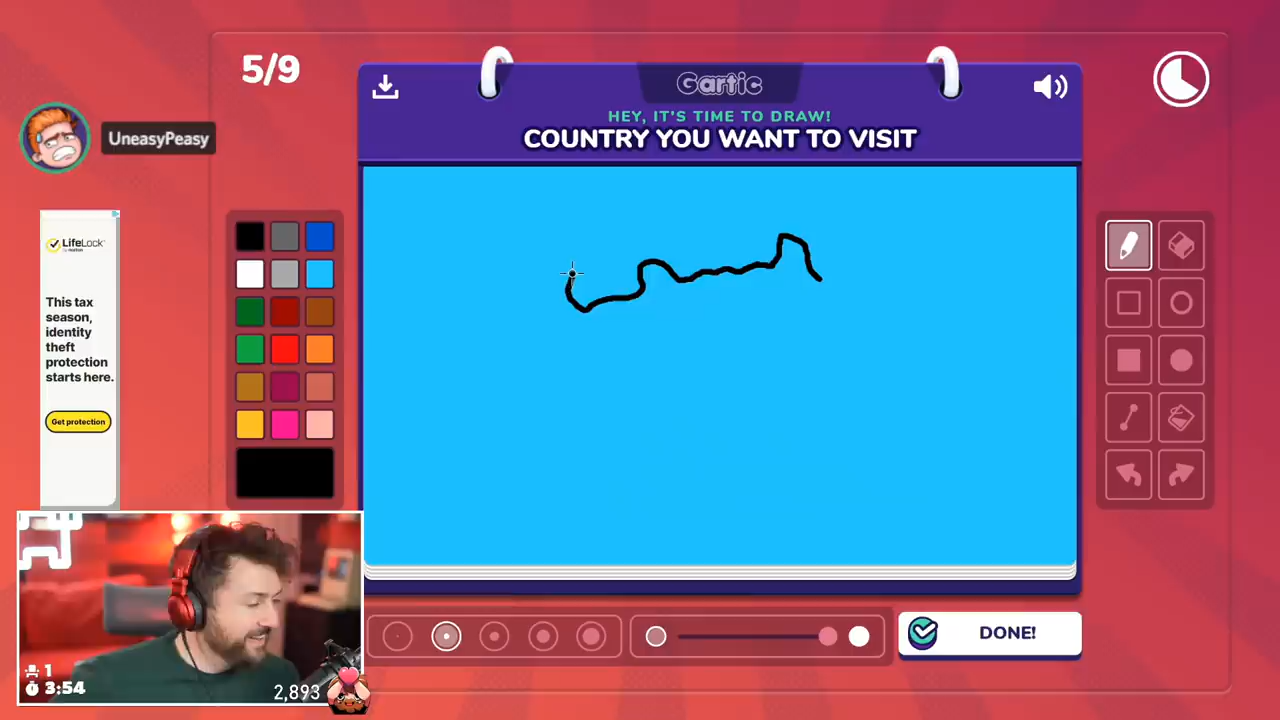 5/9
Gartic
HEY, IT'S TIME TO DRAW!
COUNTRY YOU WANT TO VISIT
UneasyPeasy
LifeLock
This tax
season,
identity
theft
protection
starts here.
Get protection
DONE!
1
3:54
2,893